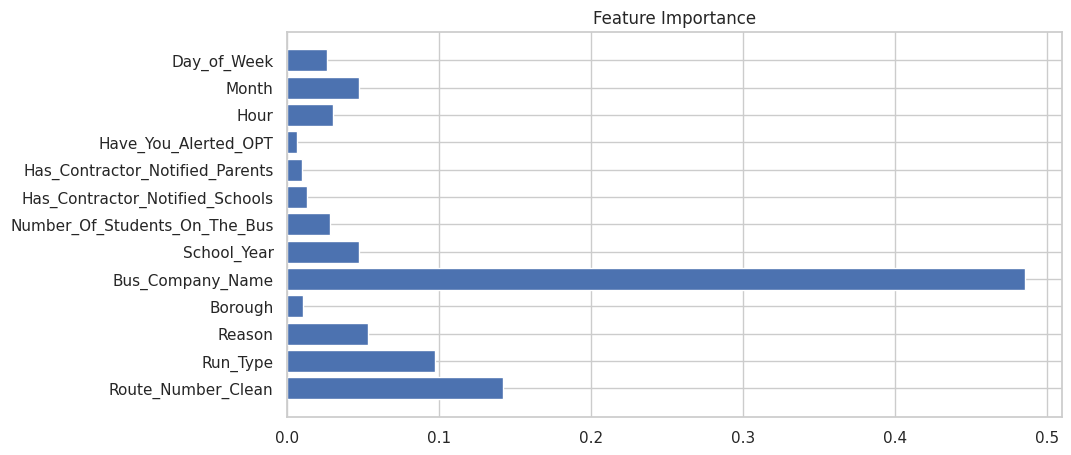 Feature Importance
Day_of_Week
Month
Hour
Have_You_Alerted_OPT
Has_Contractor_Notified_Parents
Has_Contractor_Notified_Schools
Number_Of_Students_On_The_Bus
School_Year
Bus_Company_Name
Borough
Reason
Run_Type
Route_Number_Clean
0.0 0.1 0.2 0.3 0.4 0.5